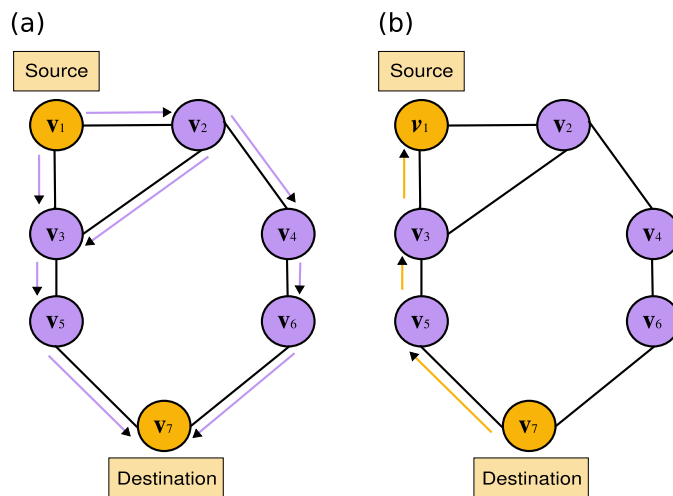 (a)
Source
v1
v2
v3
v4
v5
v6
v7
Destination
(b)
Source
v1
v2
v3
v4
v5
v6
v7
Destination